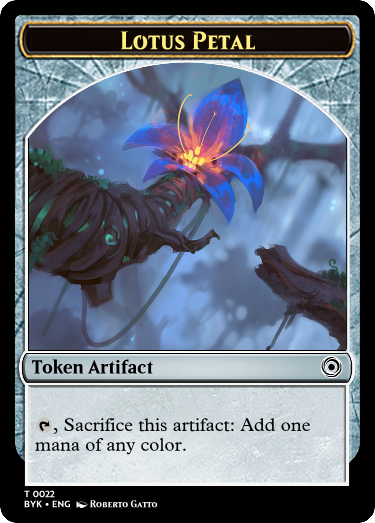 LOTUS PETAL
Token Artifact
, Sacrifice this artifact: Add one
mana of any color.
T 0022
BYK • ENG ROBERTO GATTO